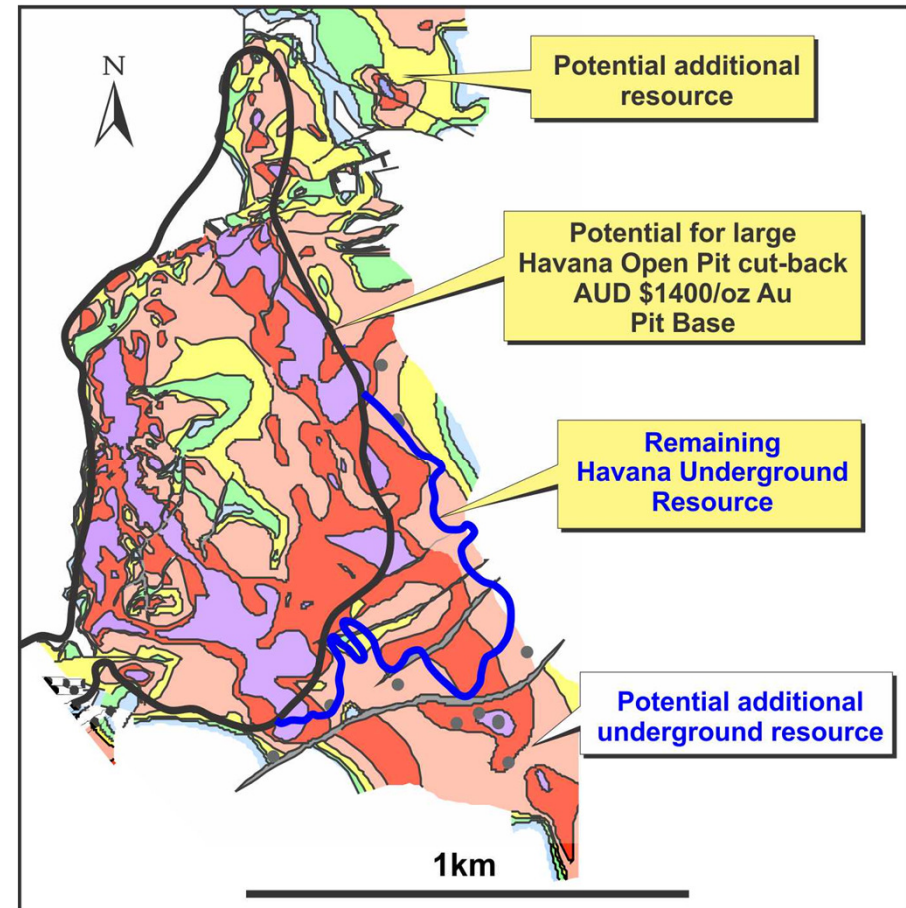 N
Potential additional
resource
Potential for large
Havana Open Pit cut-back
AUD $1400/oz Au
Pit Base
Remaining
Havana Underground
Resource
Potential additional
underground resource
1km